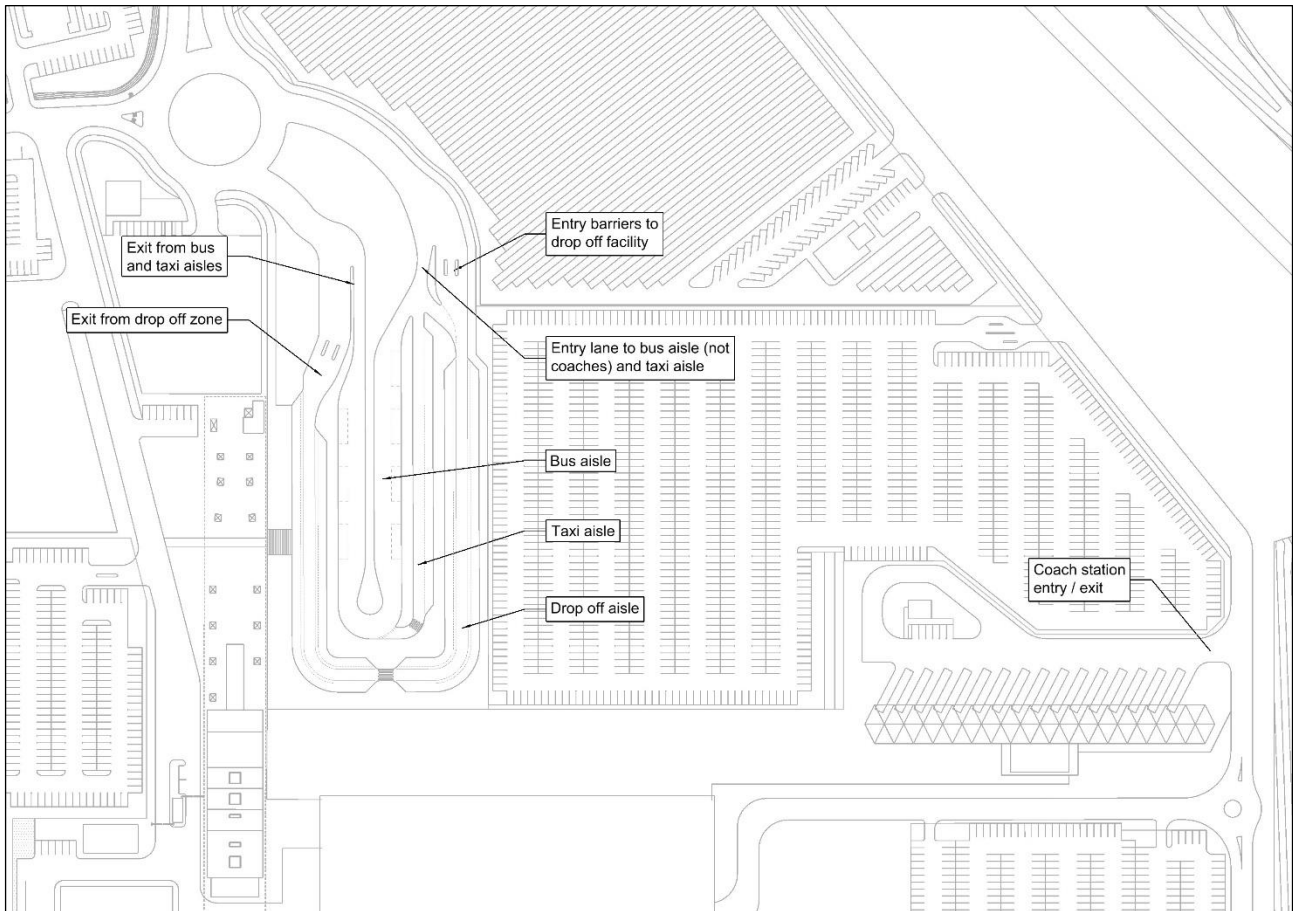 Entry barriers to
drop off facility
Exit from bus
and taxi aisles
Exit from drop off zone
Entry lane to bus aisle (not
coaches) and taxi aisle
Bus aisle
Taxi aisle
Coach station
entry / exit
Drop off aisle